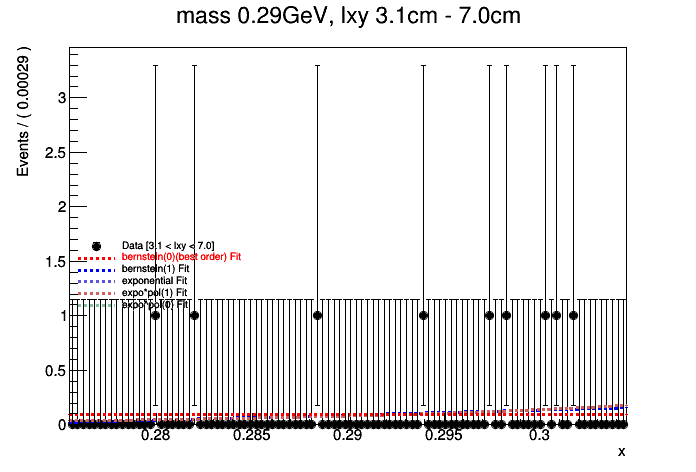 mass 0.29GeV, lxy 3.1cm - 7.0cm
Events / ( 0.00029 )
3
2.5
2
1.5
1
0.5
0
Data [3.1 < lxy < 7.0]
bernstein(0)(best order) Fit
bernstein(1) Fit
exponential Fit
expo*pol(1) Fit
expo*pol(0) Fit
0.28 0.285 0.29 0.295 0.3
x